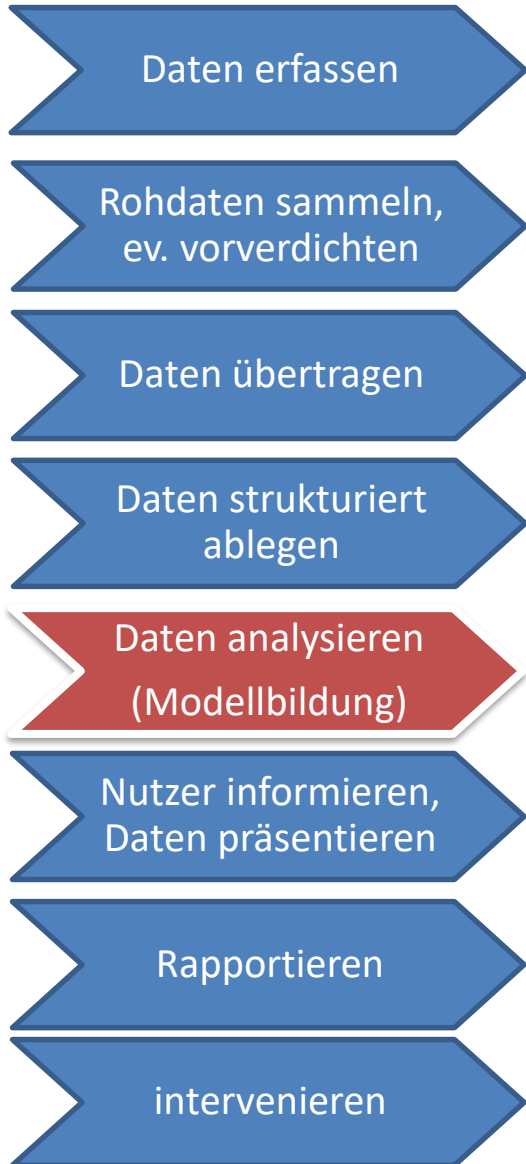 Daten erfassen
Rohdaten sammeln,
ev. vorverdichten
Daten übertragen
Daten strukturiert
ablegen
Daten analysieren
(Modellbildung)
Nutzer informieren,
Daten präsentieren
Rapportieren
intervenieren